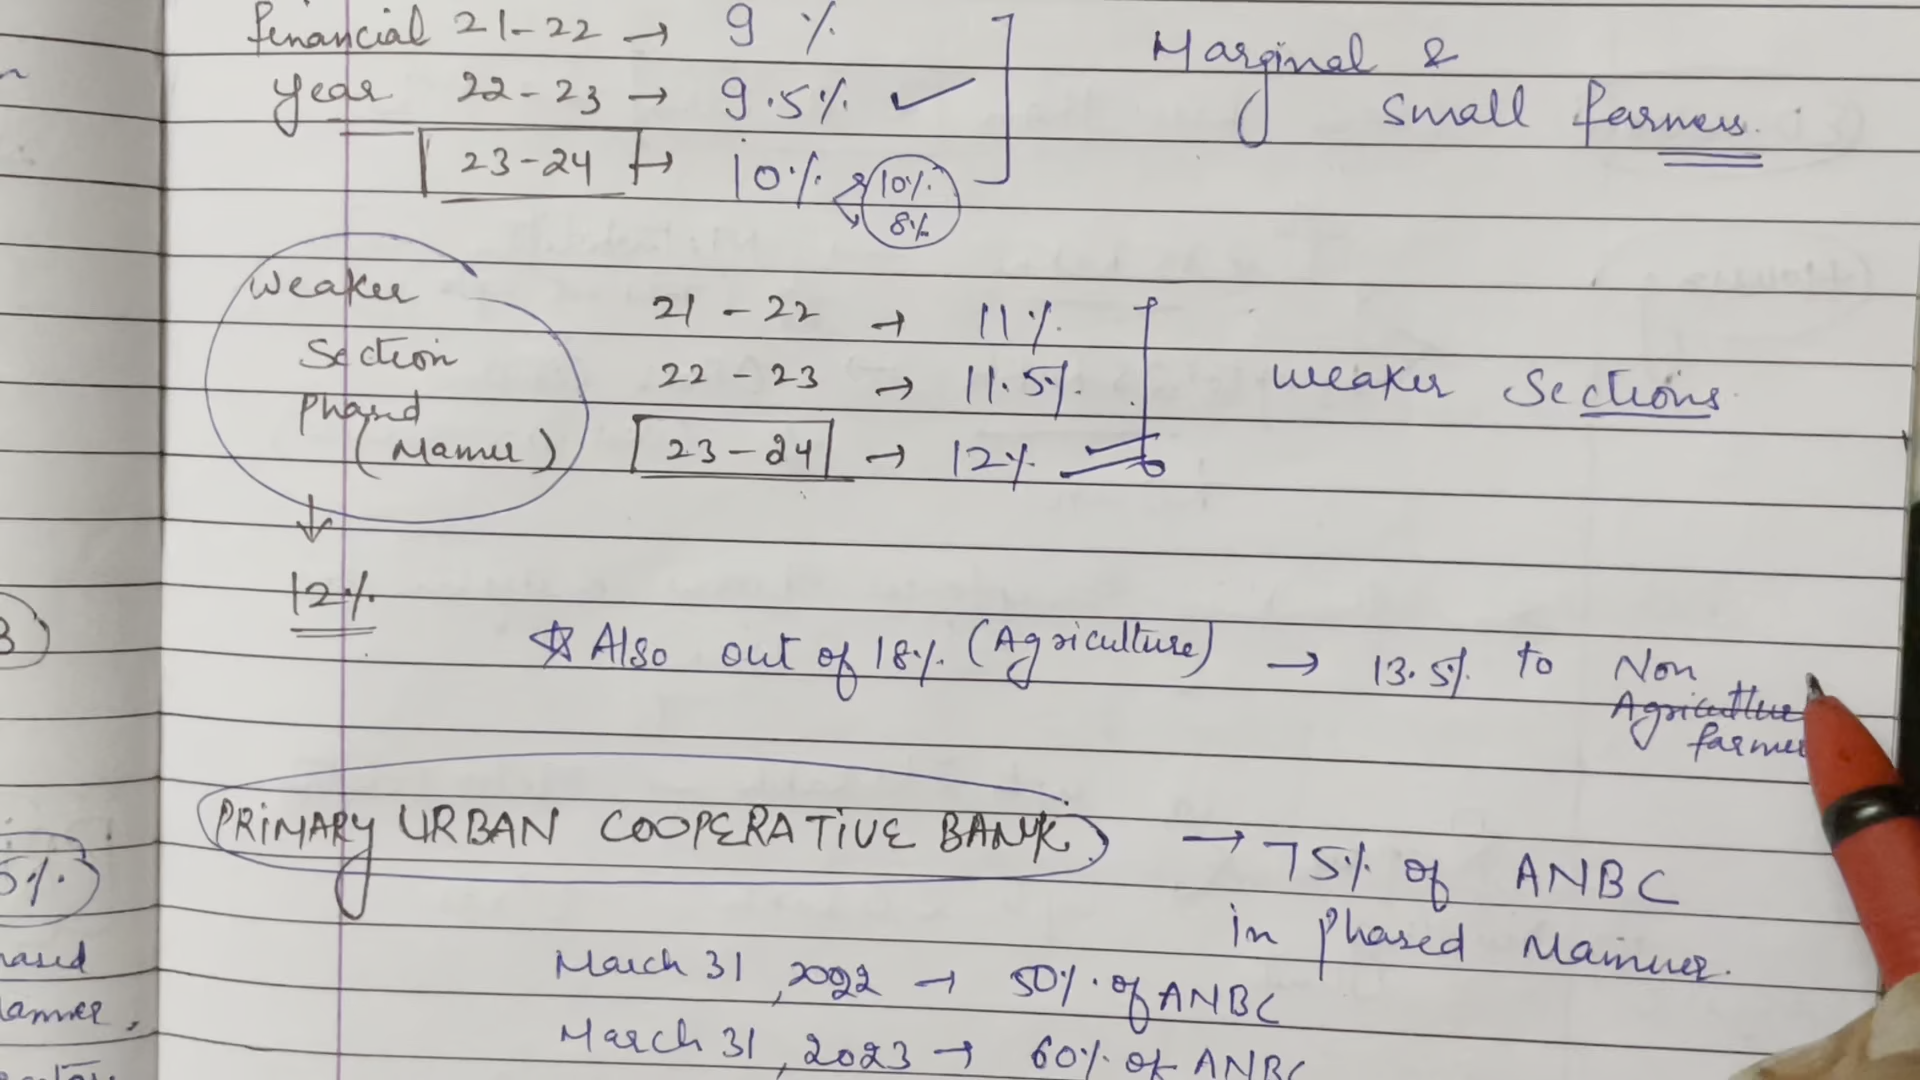 Financial 21-22 → 9 %
year 22-23 → 9.5% ✓
23-24 → 10%
10%
8%
Marginal &
small farmers.
Weaker
Section
Phased
(Manner)
↓
12%
21 - 22 → 11%
22 - 23 → 11.5%
23 - 24 → 12%
Weaker Sections
☆ Also out of 18% (Agriculture) → 13.5% to Non
Agriculture
farmer
PRIMARY URBAN COOPERATIVE BANK → 75% of ANBC
in Phased Mannner.
March 31, 2022 → 50% of ANBC
March 31, 2023 → 60% of ANBC
5%.